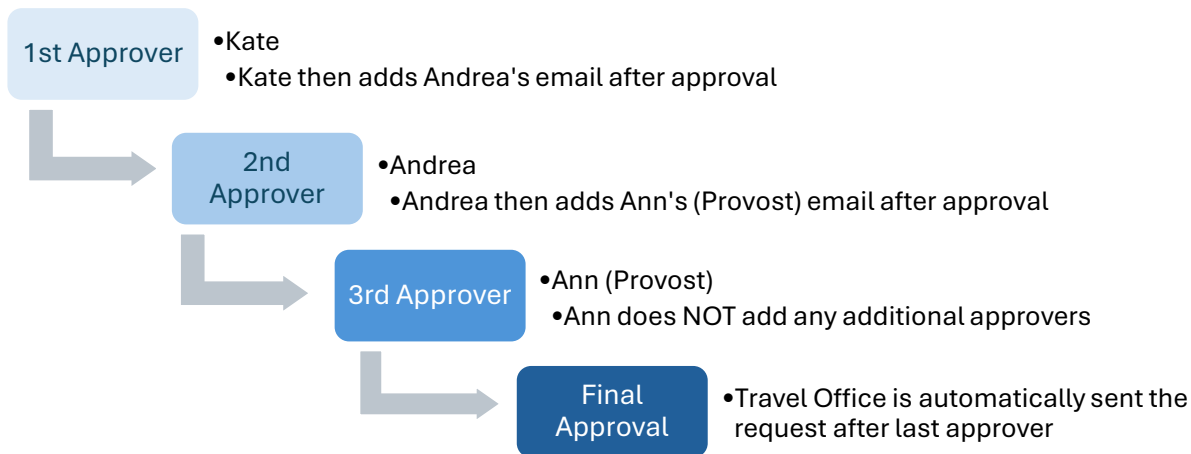 1st Approver
•Kate
•Kate then adds Andrea's email after approval
2nd
Approver
•Andrea
•Andrea then adds Ann's (Provost) email after approval
3rd Approver
•Ann (Provost)
•Ann does NOT add any additional approvers
Final
Approval
•Travel Office is automatically sent the
request after last approver